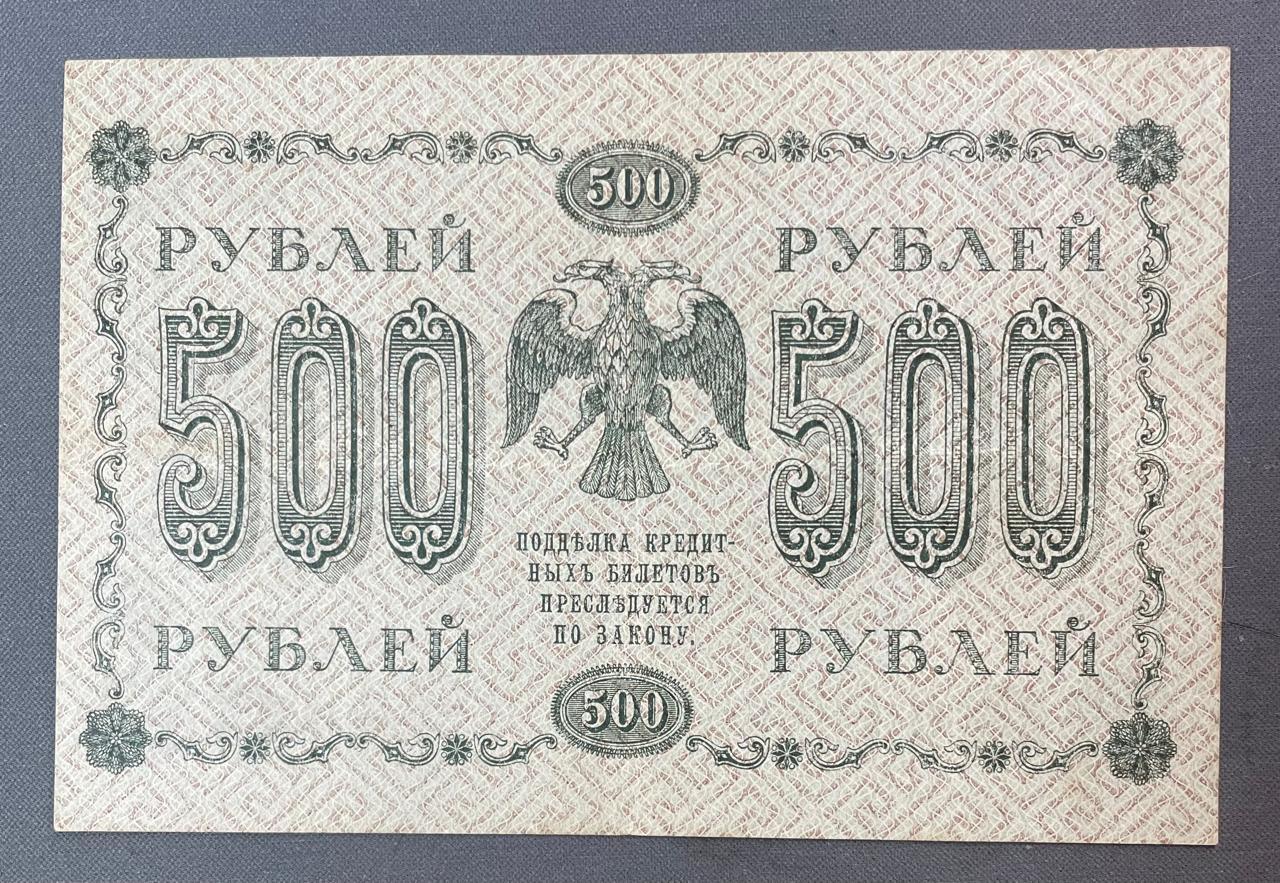 500
РУБЛЕЙ РУБЛЕЙ
500 500
ПОДДѢЛКА КРЕДИТ-
НЫХЪ БИЛЕТОВЪ
ПРЕСЛѢДУЕТСЯ
ПО ЗАКОНУ.
РУБЛЕЙ РУБЛЕЙ
500